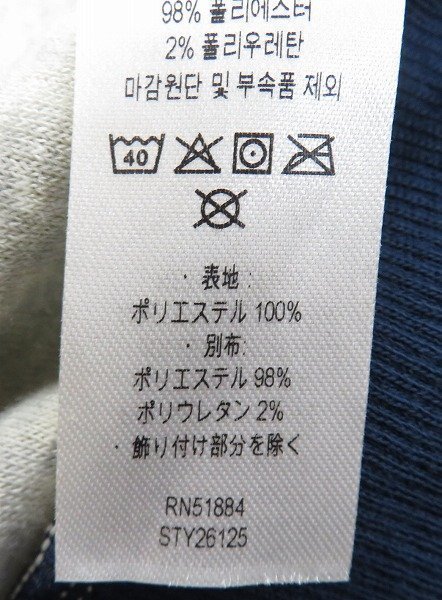 98% 폴리에스터
2% 폴리우레탄
마감원단 및 부속품 제외
40
· 表地 :
ポリエステル 100%
· 別布 :
ポリエステル 98%
ポリウレタン 2%
· 飾り付け部分を除く
RN51884
STY26125